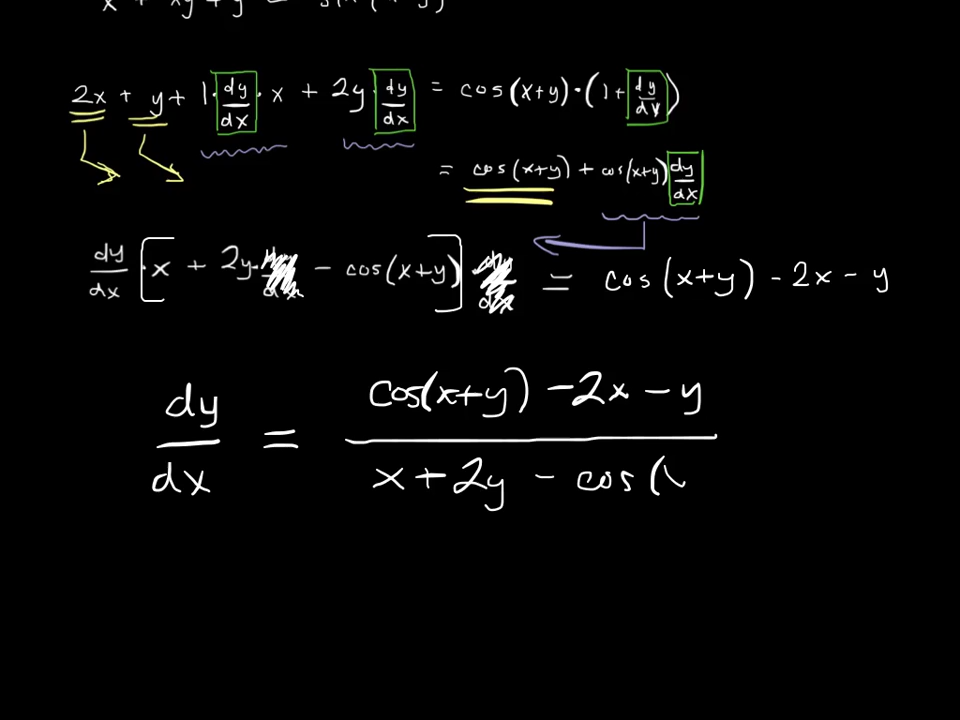 2x + y + 1 · dy/dx · x + 2y · dy/dx = cos(x+y) · (1 + dy/dx)
= cos(x+y) + cos(x+y) dy/dx
dy/dx [· x + 2y · - cos(x+y)] · = cos(x+y) - 2x - y
dy/dx = cos(x+y) - 2x - y
x + 2y - cos(